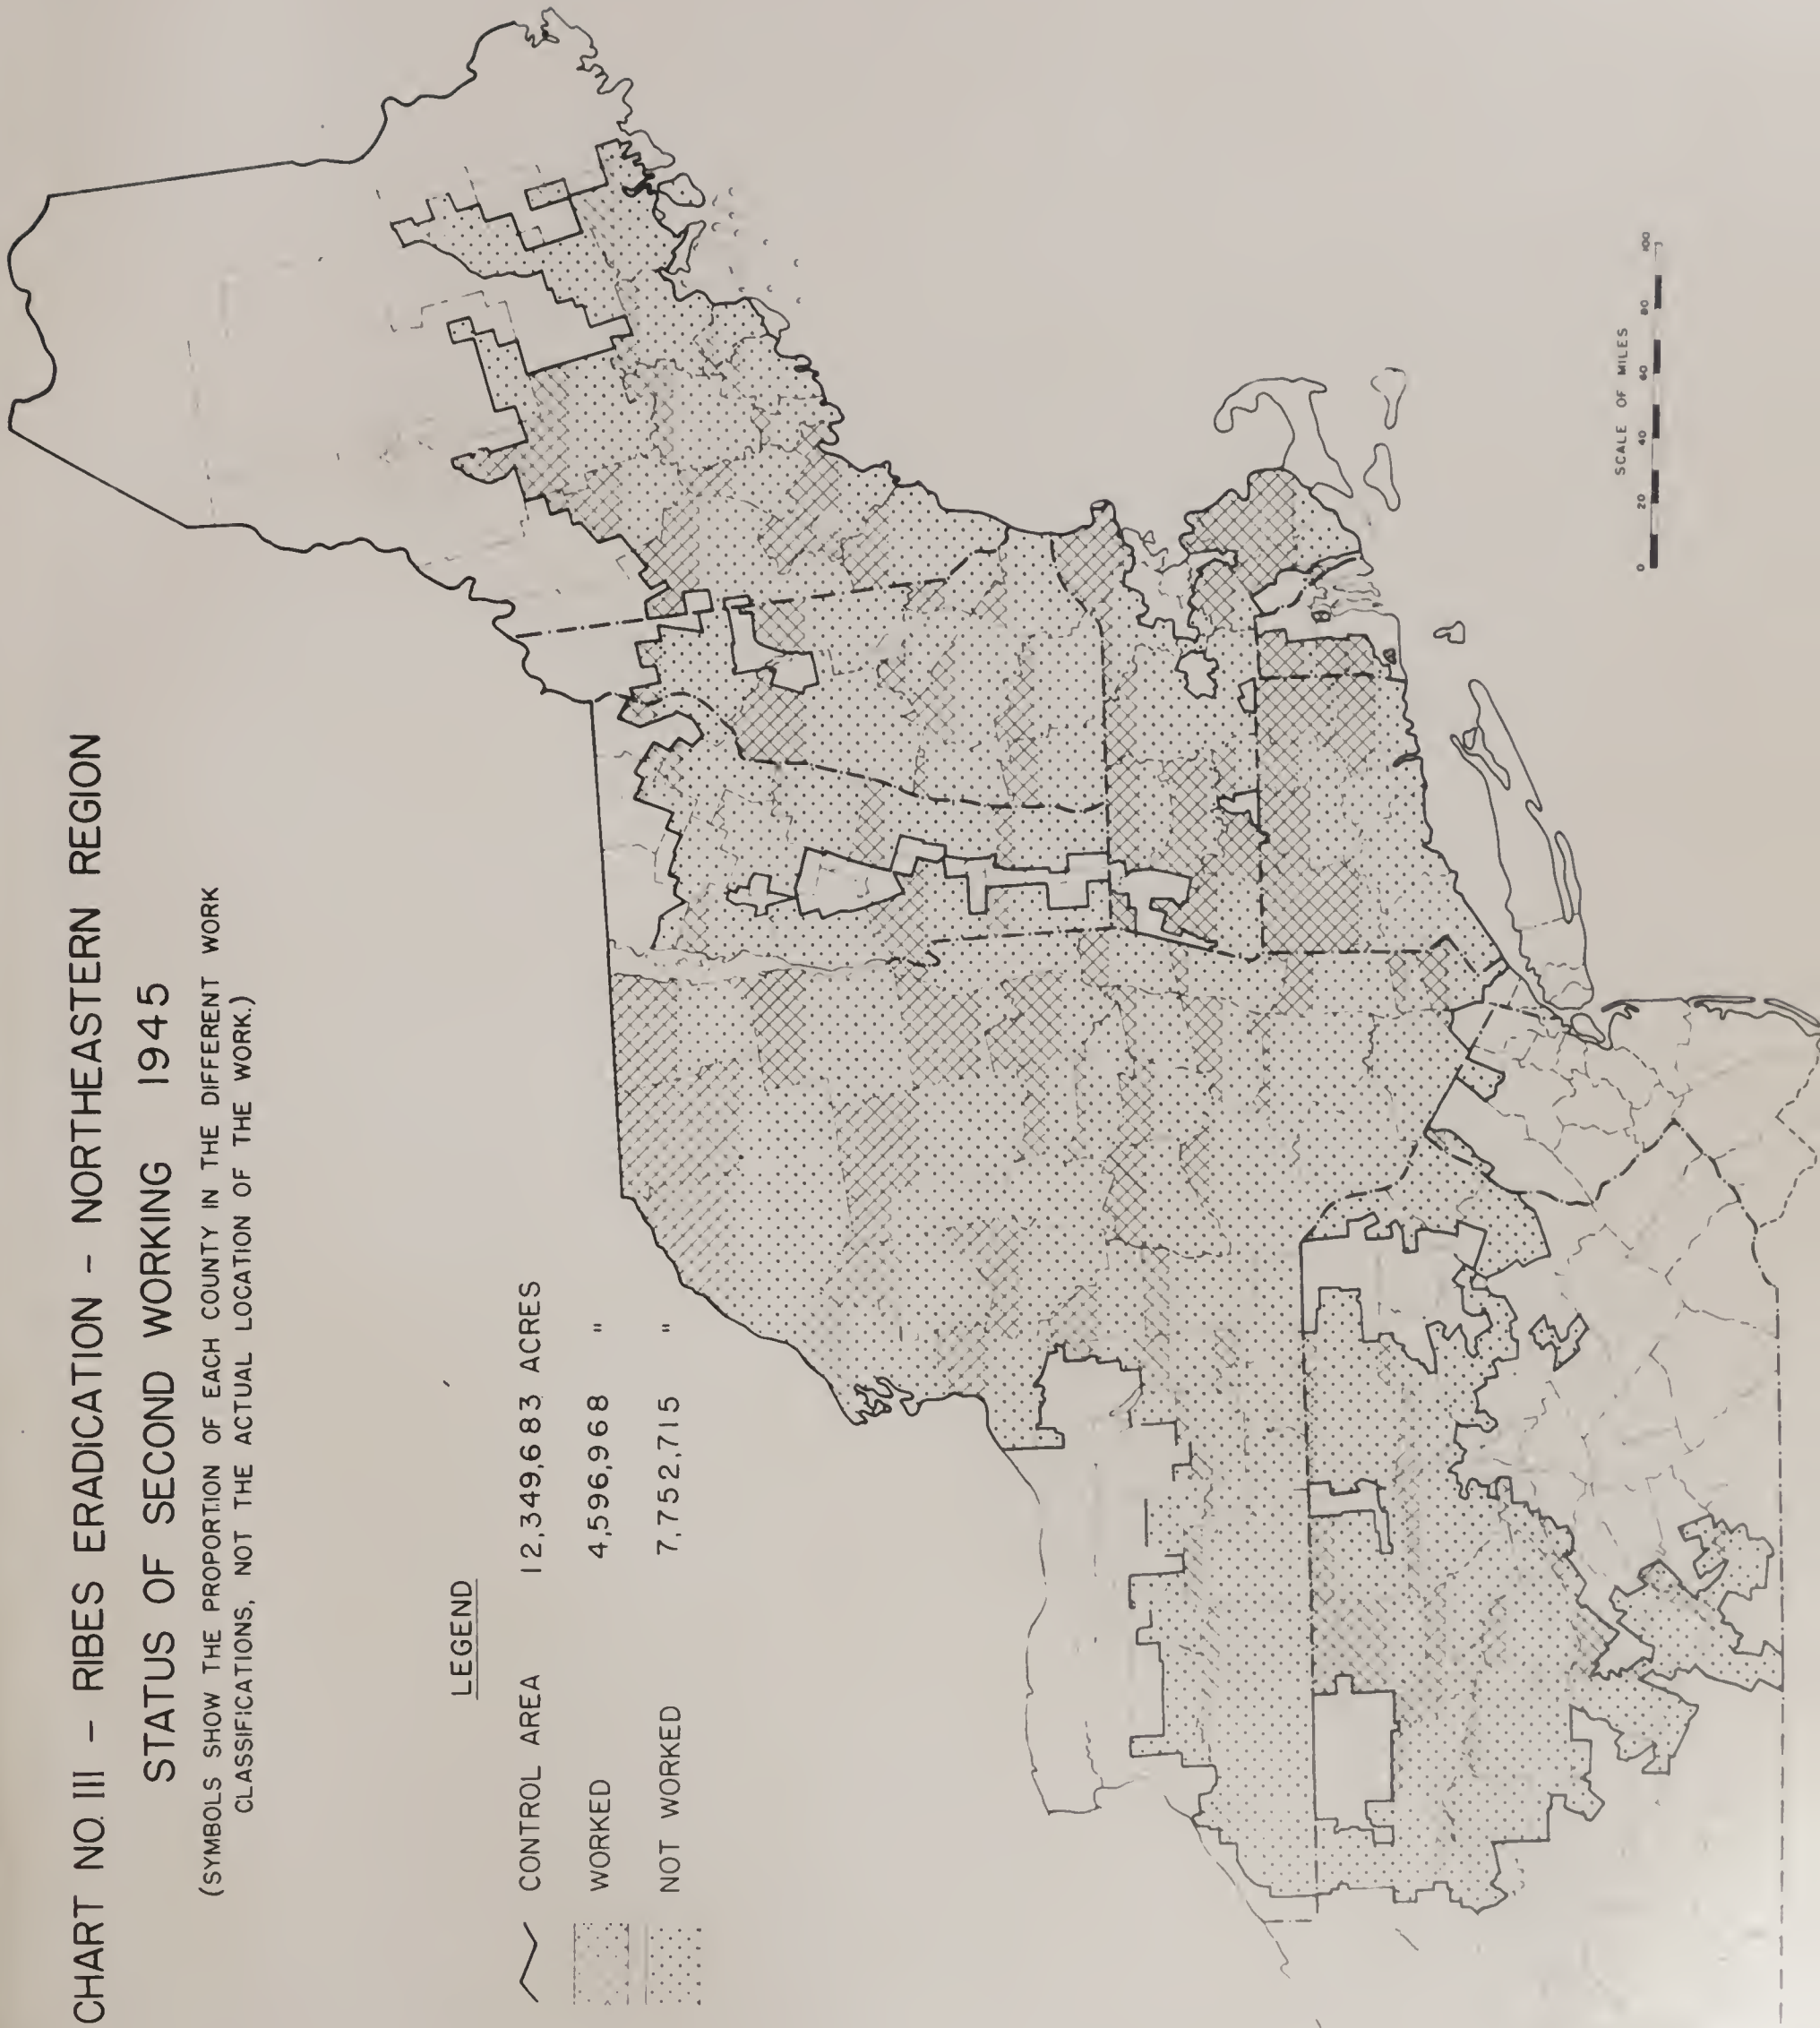 CHART NO. III – RIBES ERADICATION – NORTHEASTERN REGION
STATUS OF SECOND WORKING 1945
(SYMBOLS SHOW THE PROPORTION OF EACH COUNTY IN THE DIFFERENT WORK
CLASSIFICATIONS, NOT THE ACTUAL LOCATION OF THE WORK.)
LEGEND
CONTROL AREA 12,349,683 ACRES
WORKED 4,596,968 "
NOT WORKED 7,752,715 "
SCALE OF MILES
0 20 40 60 80 100